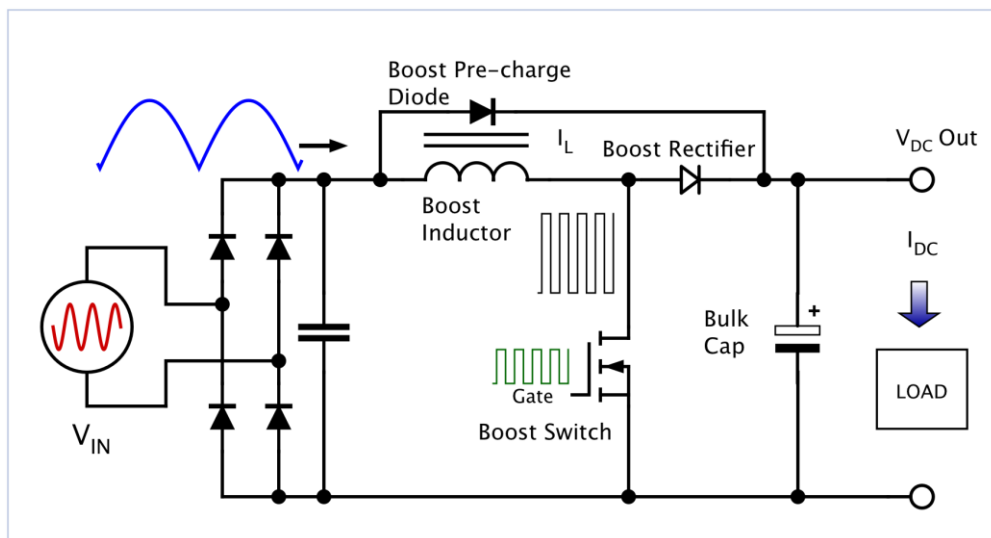 Boost Pre-charge
Diode
I_L
Boost Rectifier
V_DC Out
Boost
Inductor
I_DC
+
Bulk
Cap
Gate
LOAD
V_IN
Boost Switch